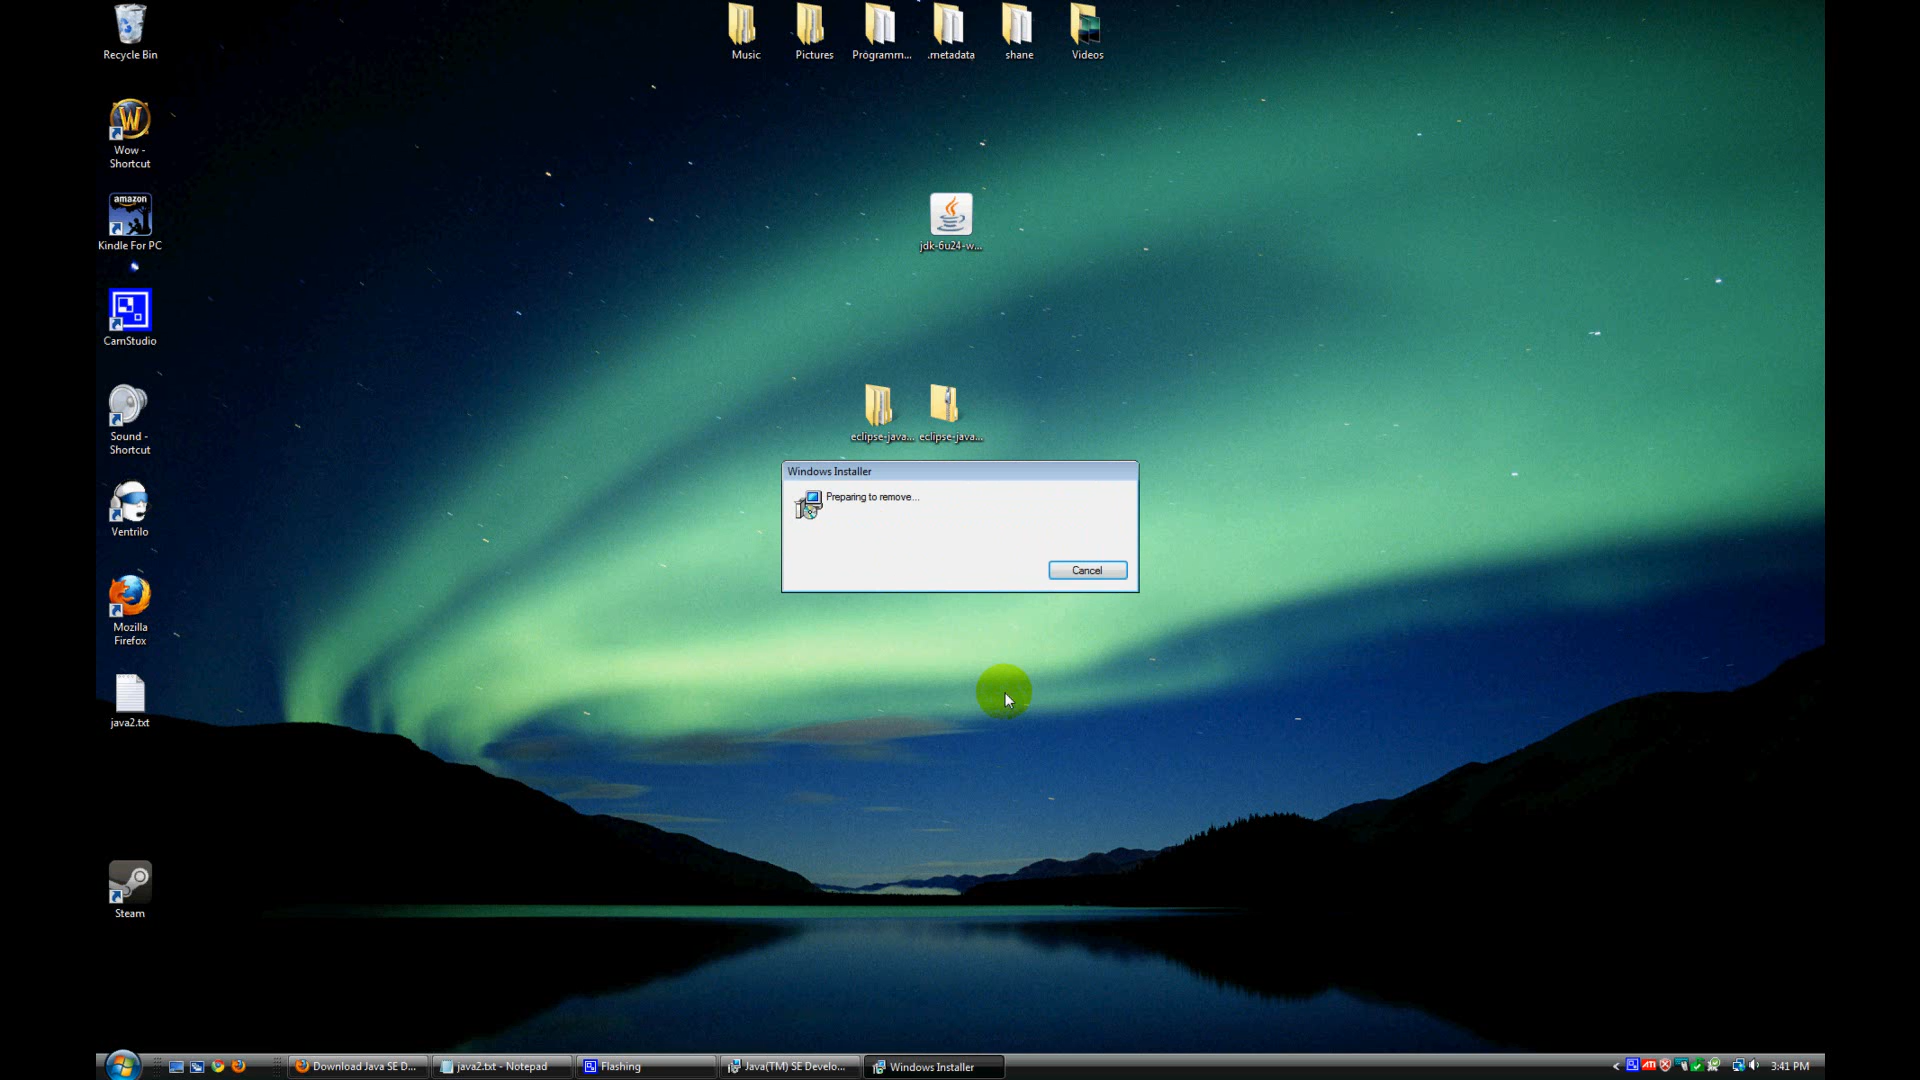 Recycle Bin
Music
Pictures
Programm...
.metadata
shane
Videos
Wow -
Shortcut
amazon
Kindle For PC
jdk-6u24-w...
CamStudio
eclipse-java...
eclipse-java...
Sound -
Shortcut
Windows Installer
Preparing to remove...
Cancel
Ventrilo
Mozilla
Firefox
java2.txt
Steam
Download Java SE D...
java2.txt - Notepad
Flashing
Java(TM) SE Develo...
Windows Installer
ATI
3:41 PM